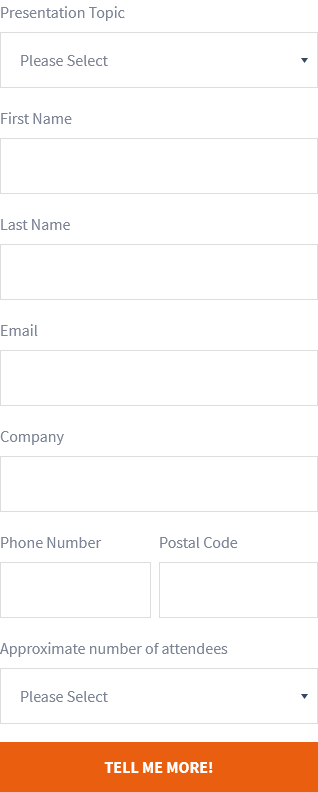 Presentation Topic
Please Select
First Name
Last Name
Email
Company
Phone Number Postal Code
Approximate number of attendees
Please Select
TELL ME MORE!